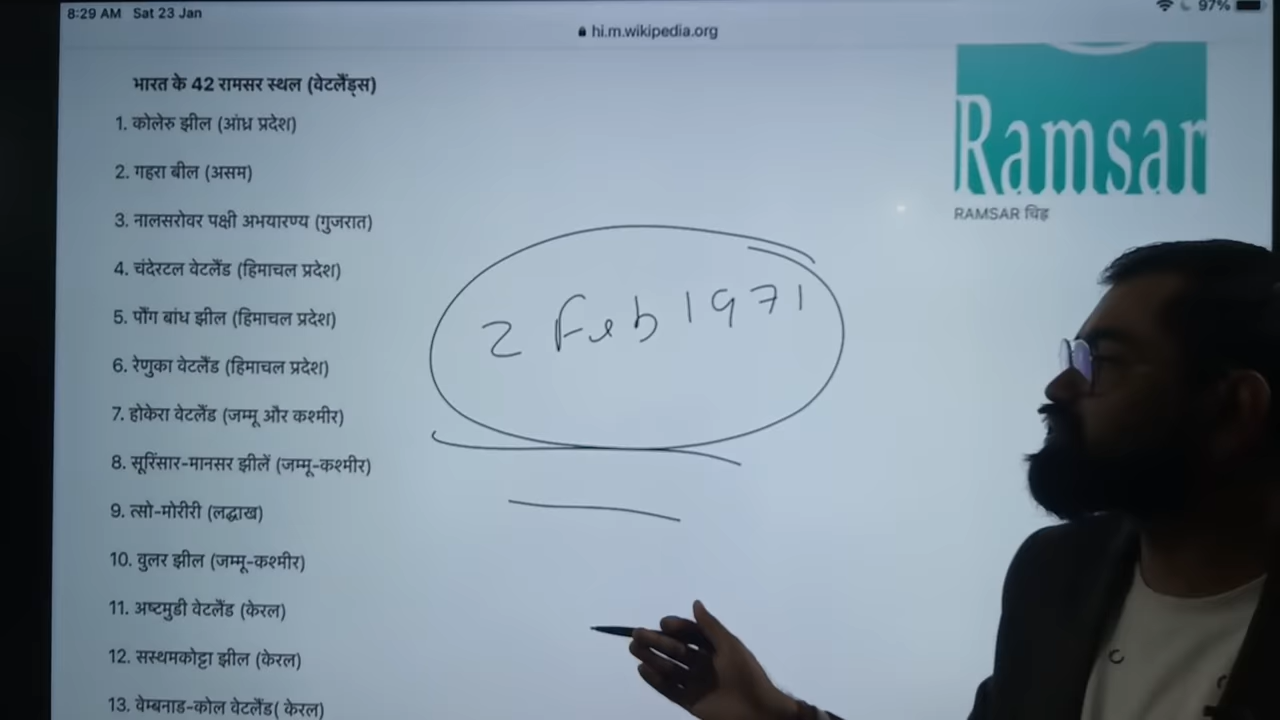 8:29 AM Sat 23 Jan
97%
hi.m.wikipedia.org
भारत के 42 रामसर स्थल (वेटलैंड्स)
1. कोलेरु झील (आंध्र प्रदेश)
2. गहरा बील (असम)
3. नालसरोवर पक्षी अभयारण्य (गुजरात)
4. चंदेरटल वेटलैंड (हिमाचल प्रदेश)
5. पोंग बांध झील (हिमाचल प्रदेश)
6. रेणुका वेटलैंड (हिमाचल प्रदेश)
7. होकेरा वेटलैंड (जम्मू और कश्मीर)
8. सूरिंसार-मानसर झीलें (जम्मू-कश्मीर)
9. त्सो-मोरीरी (लद्धाख)
10. वुलर झील (जम्मू-कश्मीर)
11. अष्टमुडी वेटलैंड (केरल)
12. सस्थमकोट्टा झील (केरल)
13. वेम्बनाड-कोल वेटलैंड( केरल)
Ramsar
RAMSAR चिह्न
2 Feb 1971